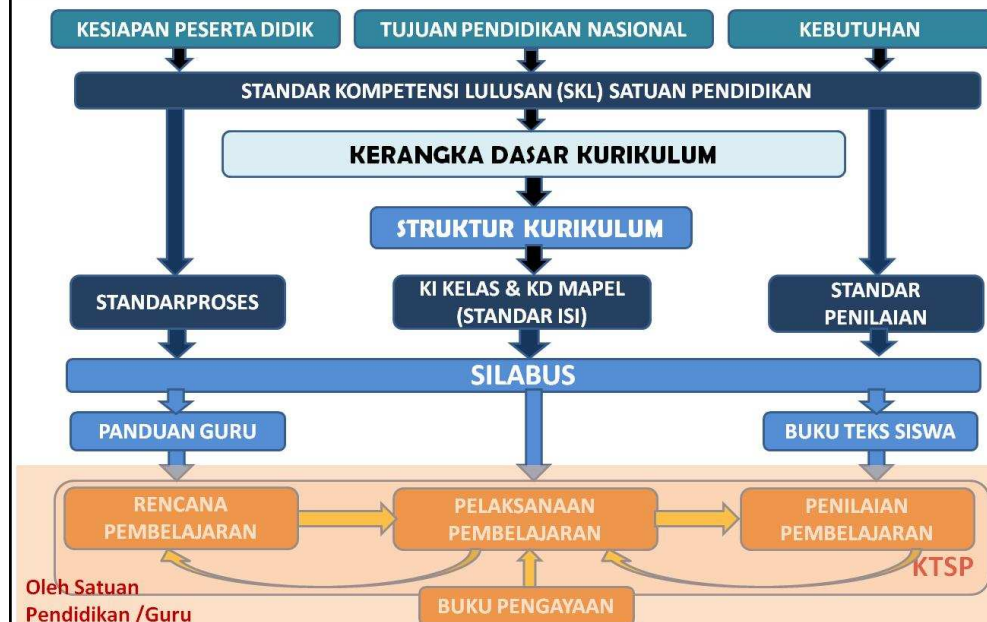 KESIAPAN PESERTA DIDIK
TUJUAN PENDIDIKAN NASIONAL
KEBUTUHAN
STANDAR KOMPETENSI LULUSAN (SKL) SATUAN PENDIDIKAN
KERANGKA DASAR KURIKULUM
STRUKTUR KURIKULUM
STANDARPROSES
KI KELAS & KD MAPEL
(STANDAR ISI)
STANDAR
PENILAIAN
SILABUS
PANDUAN GURU
BUKU TEKS SISWA
RENCANA
PEMBELAJARAN
PELAKSANAAN
PEMBELAJARAN
PENILAIAN
PEMBELAJARAN
KTSP
Oleh Satuan
Pendidikan /Guru
BUKU PENGAYAAN